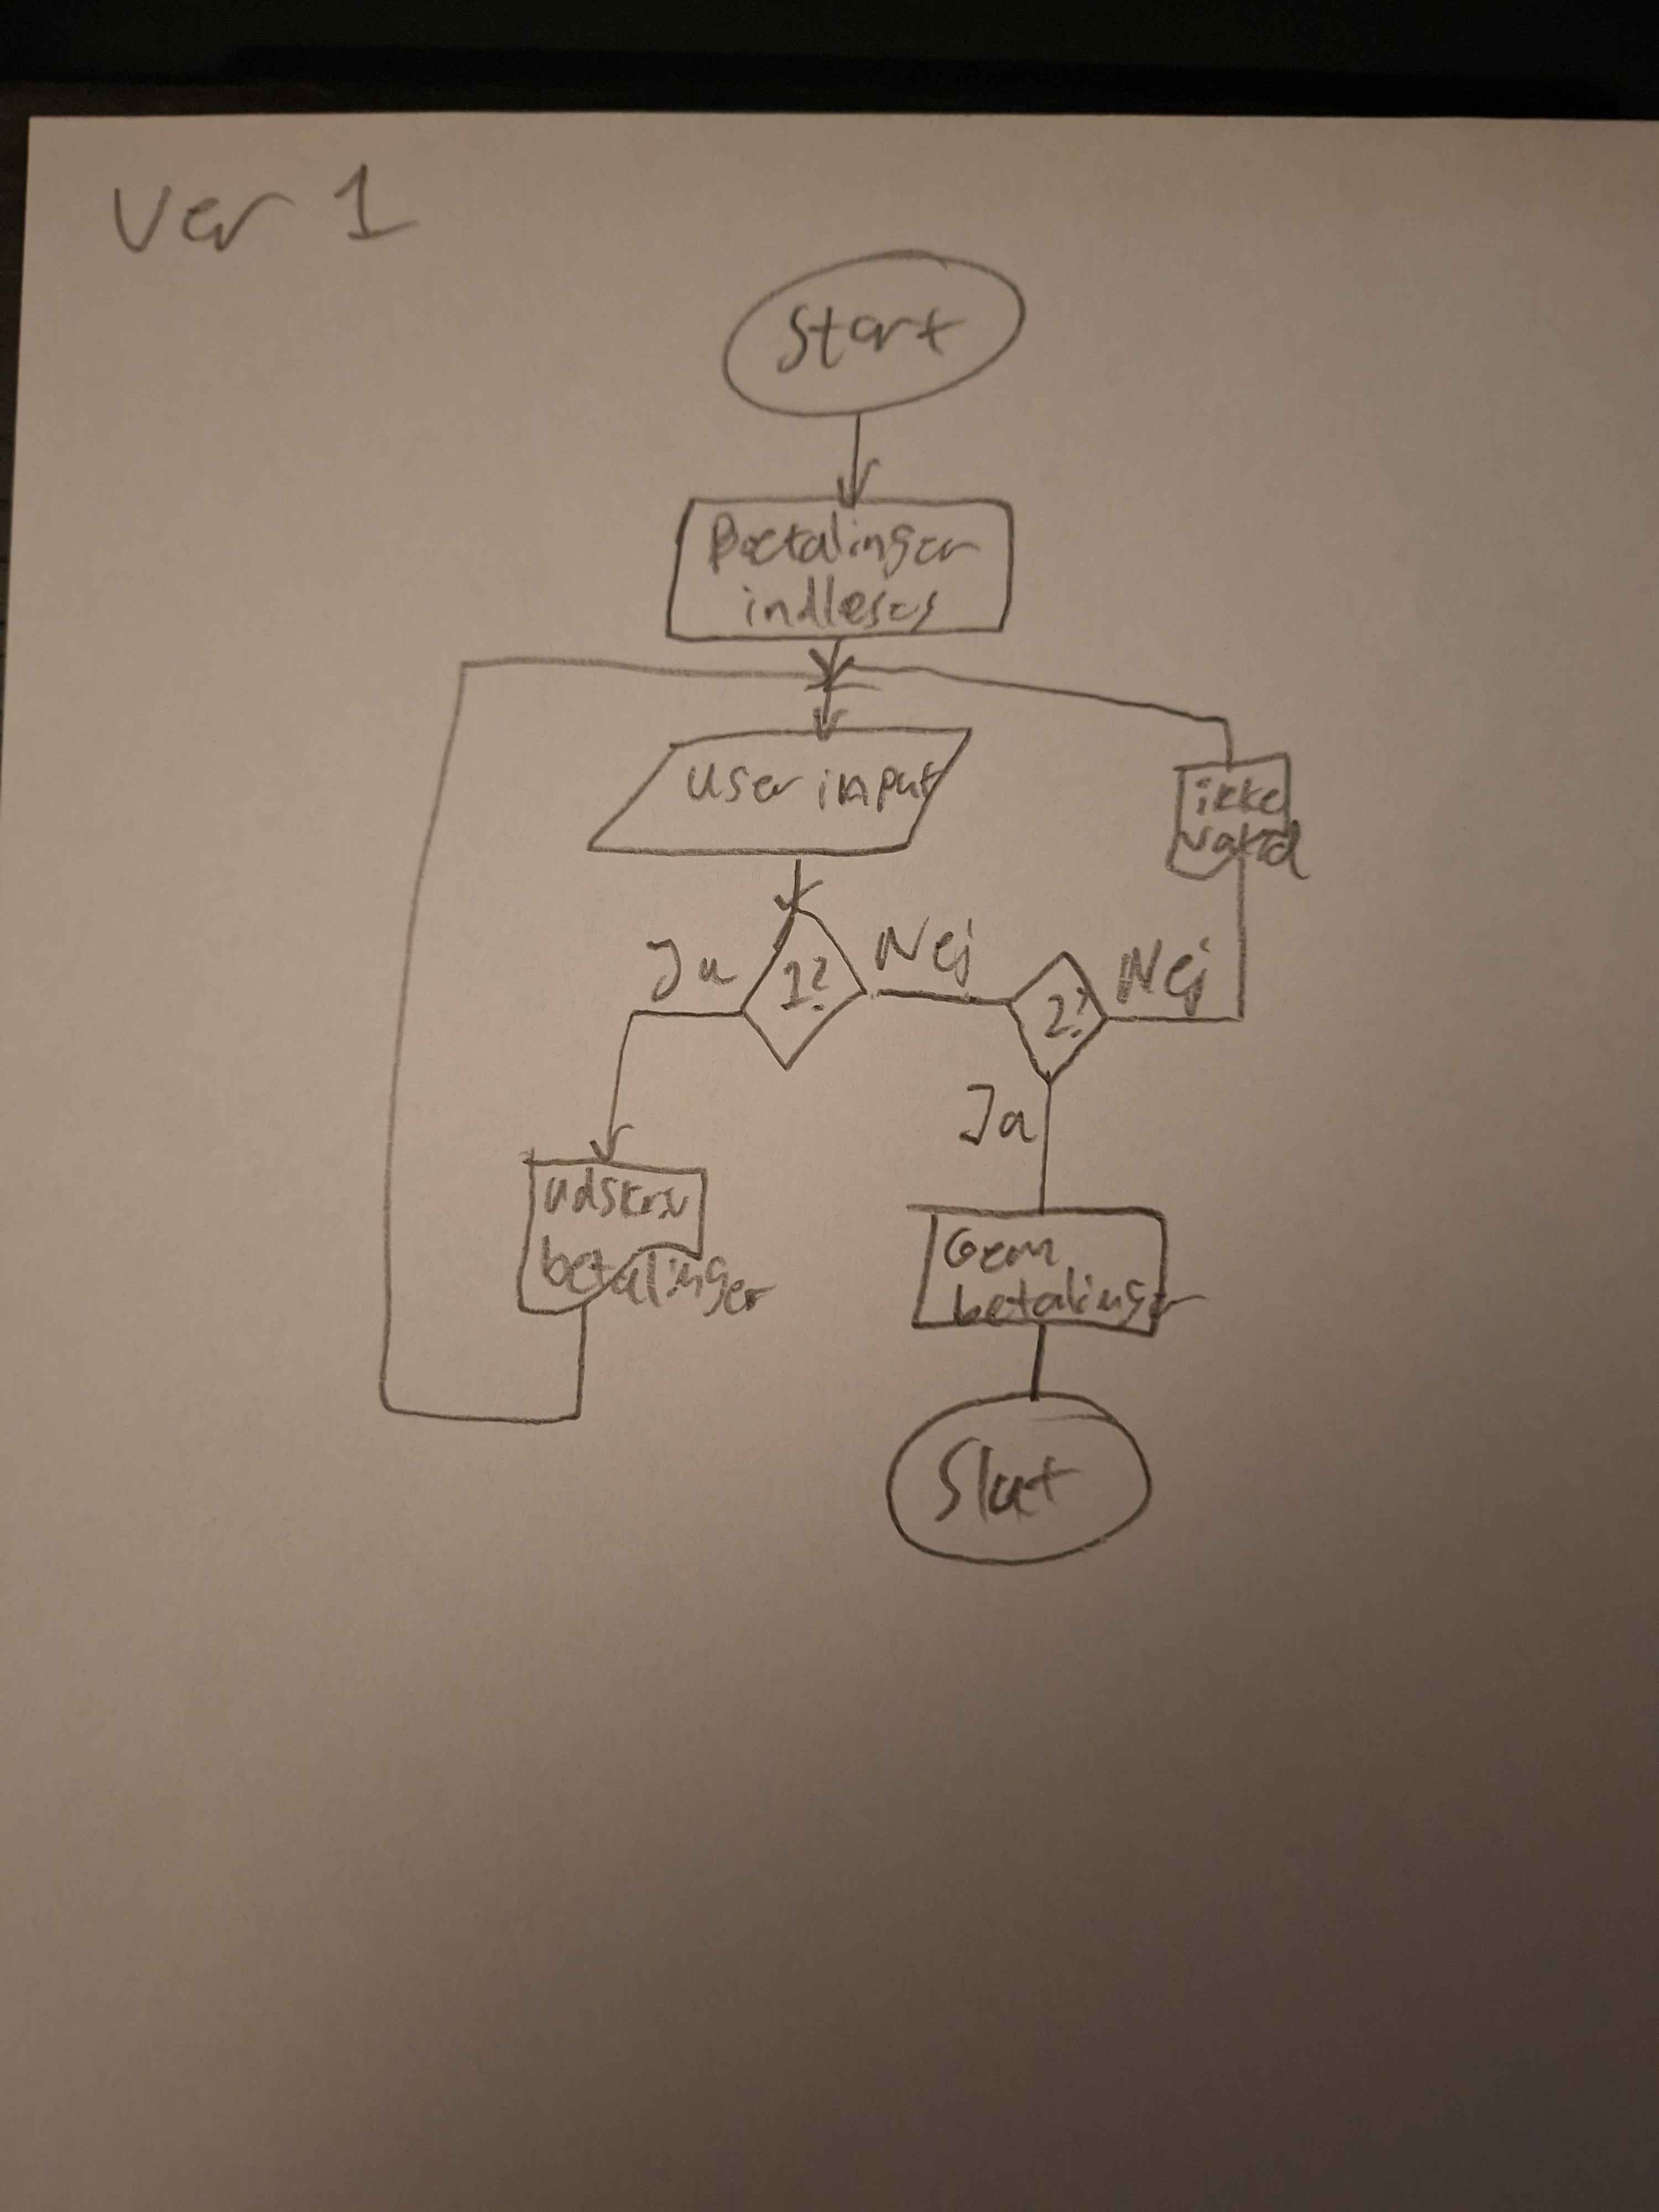 Ver 1
Start
Betalinger
indlæses
User input
ikke
valid
Ja
1?
Nej
2?
Nej
Ja
Udskriv
betalinger
Gem
betalinger
Slut